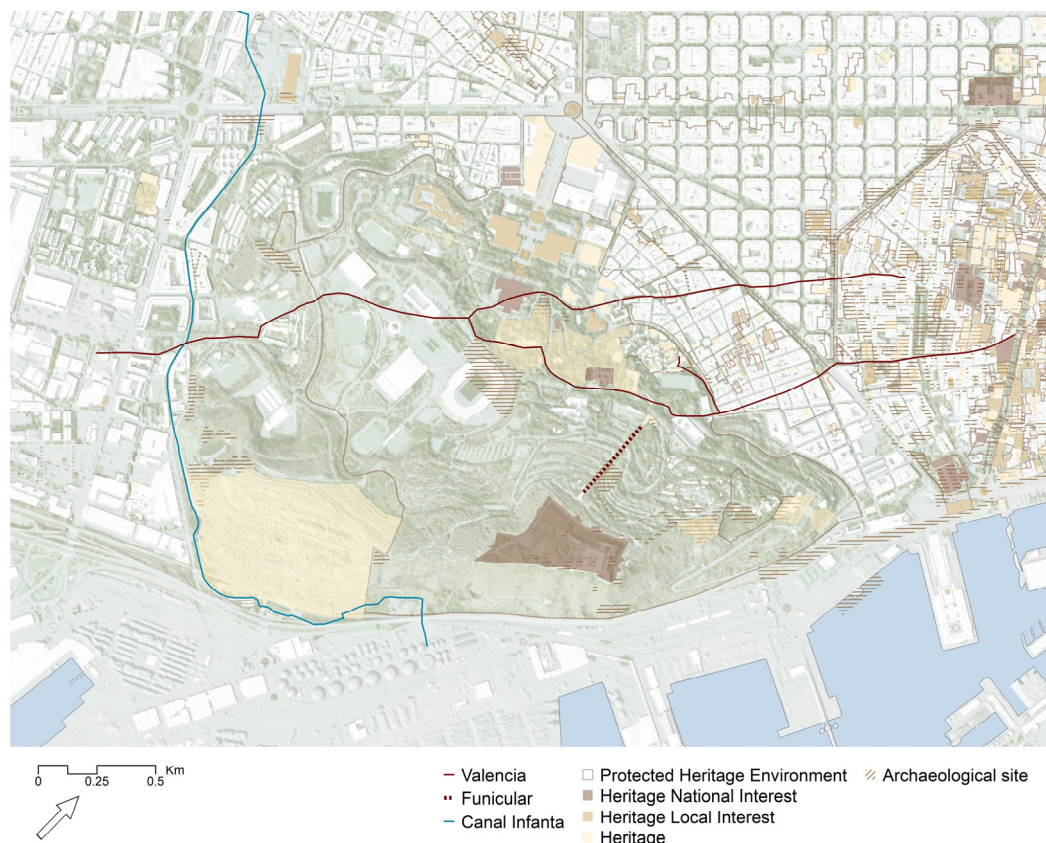 Km
0 0.25 0.5
Valencia
Funicular
Canal Infanta
Protected Heritage Environment
Heritage National Interest
Heritage Local Interest
Heritage
Archaeological site